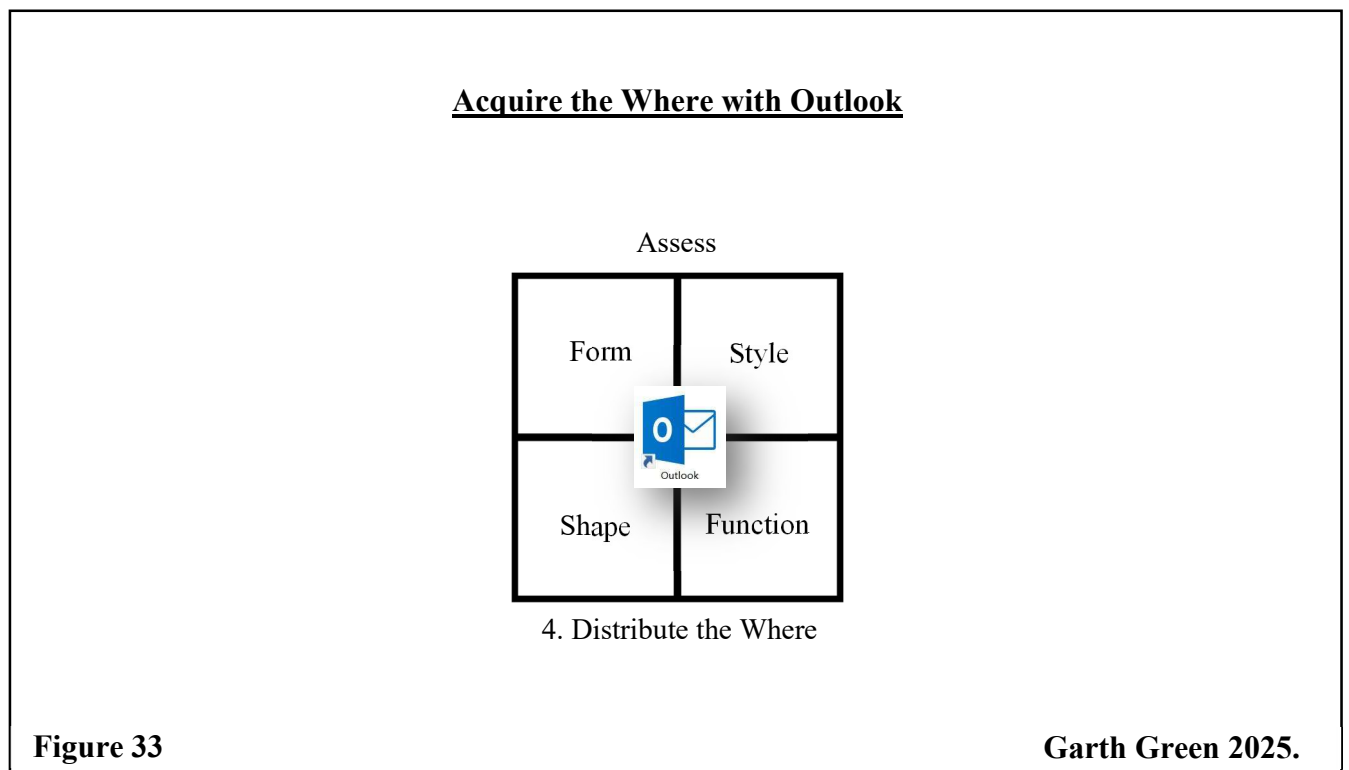 Acquire the Where with Outlook
Assess
Form Style
O
Outlook
Shape Function
4. Distribute the Where
Figure 33 Garth Green 2025.